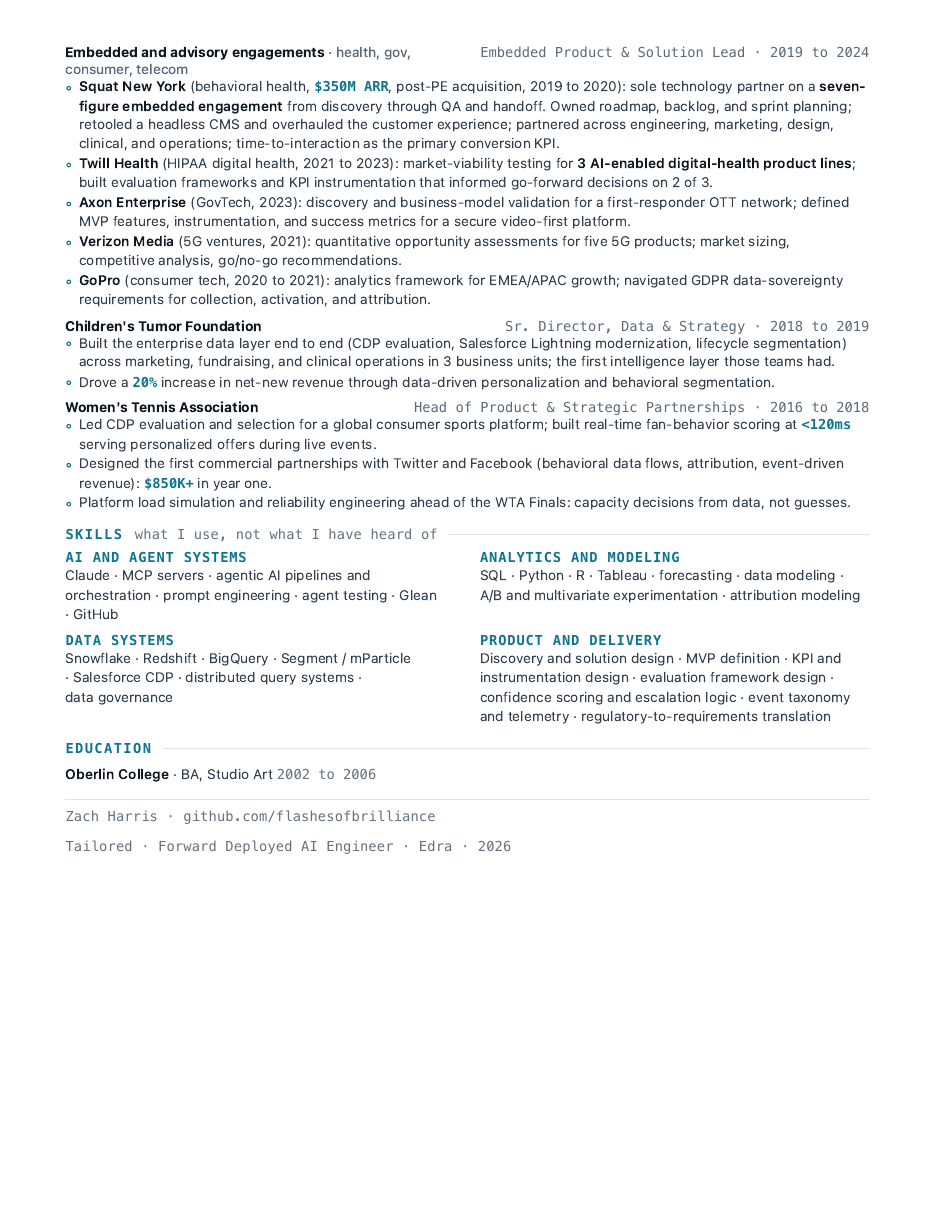 Embedded and advisory engagements · health, gov, consumer, telecom
Embedded Product & Solution Lead · 2019 to 2024
Squat New York (behavioral health, $350M ARR, post-PE acquisition, 2019 to 2020): sole technology partner on a seven-
figure embedded engagement from discovery through QA and handoff. Owned roadmap, backlog, and sprint planning;
retooled a headless CMS and overhauled the customer experience; partnered across engineering, marketing, design,
clinical, and operations; time-to-interaction as the primary conversion KPI.
Twill Health (HIPAA digital health, 2021 to 2023): market-viability testing for 3 AI-enabled digital-health product lines;
built evaluation frameworks and KPI instrumentation that informed go-forward decisions on 2 of 3.
Axon Enterprise (GovTech, 2023): discovery and business-model validation for a first-responder OTT network; defined
MVP features, instrumentation, and success metrics for a secure video-first platform.
Verizon Media (5G ventures, 2021): quantitative opportunity assessments for five 5G products; market sizing,
competitive analysis, go/no-go recommendations.
GoPro (consumer tech, 2020 to 2021): analytics framework for EMEA/APAC growth; navigated GDPR data-sovereignty
requirements for collection, activation, and attribution.
Children's Tumor Foundation Sr. Director, Data & Strategy · 2018 to 2019
Built the enterprise data layer end to end (CDP evaluation, Salesforce Lightning modernization, lifecycle segmentation)
across marketing, fundraising, and clinical operations in 3 business units; the first intelligence layer those teams had.
Drove a 20% increase in net-new revenue through data-driven personalization and behavioral segmentation.
Women's Tennis Association Head of Product & Strategic Partnerships · 2016 to 2018
Led CDP evaluation and selection for a global consumer sports platform; built real-time fan-behavior scoring at <120ms
serving personalized offers during live events.
Designed the first commercial partnerships with Twitter and Facebook (behavioral data flows, attribution, event-driven
revenue): $850K+ in year one.
Platform load simulation and reliability engineering ahead of the WTA Finals: capacity decisions from data, not guesses.
SKILLS what I use, not what I have heard of
AI AND AGENT SYSTEMS
Claude · MCP servers · agentic AI pipelines and
orchestration · prompt engineering · agent testing · Glean
· GitHub
ANALYTICS AND MODELING
SQL · Python · R · Tableau · forecasting · data modeling ·
A/B and multivariate experimentation · attribution modeling
DATA SYSTEMS
Snowflake · Redshift · BigQuery · Segment / mParticle
· Salesforce CDP · distributed query systems ·
data governance
PRODUCT AND DELIVERY
Discovery and solution design · MVP definition · KPI and
instrumentation design · evaluation framework design ·
confidence scoring and escalation logic · event taxonomy
and telemetry · regulatory-to-requirements translation
EDUCATION
Oberlin College · BA, Studio Art 2002 to 2006
Zach Harris · github.com/flashesofbrilliance
Tailored · Forward Deployed AI Engineer · Edra · 2026